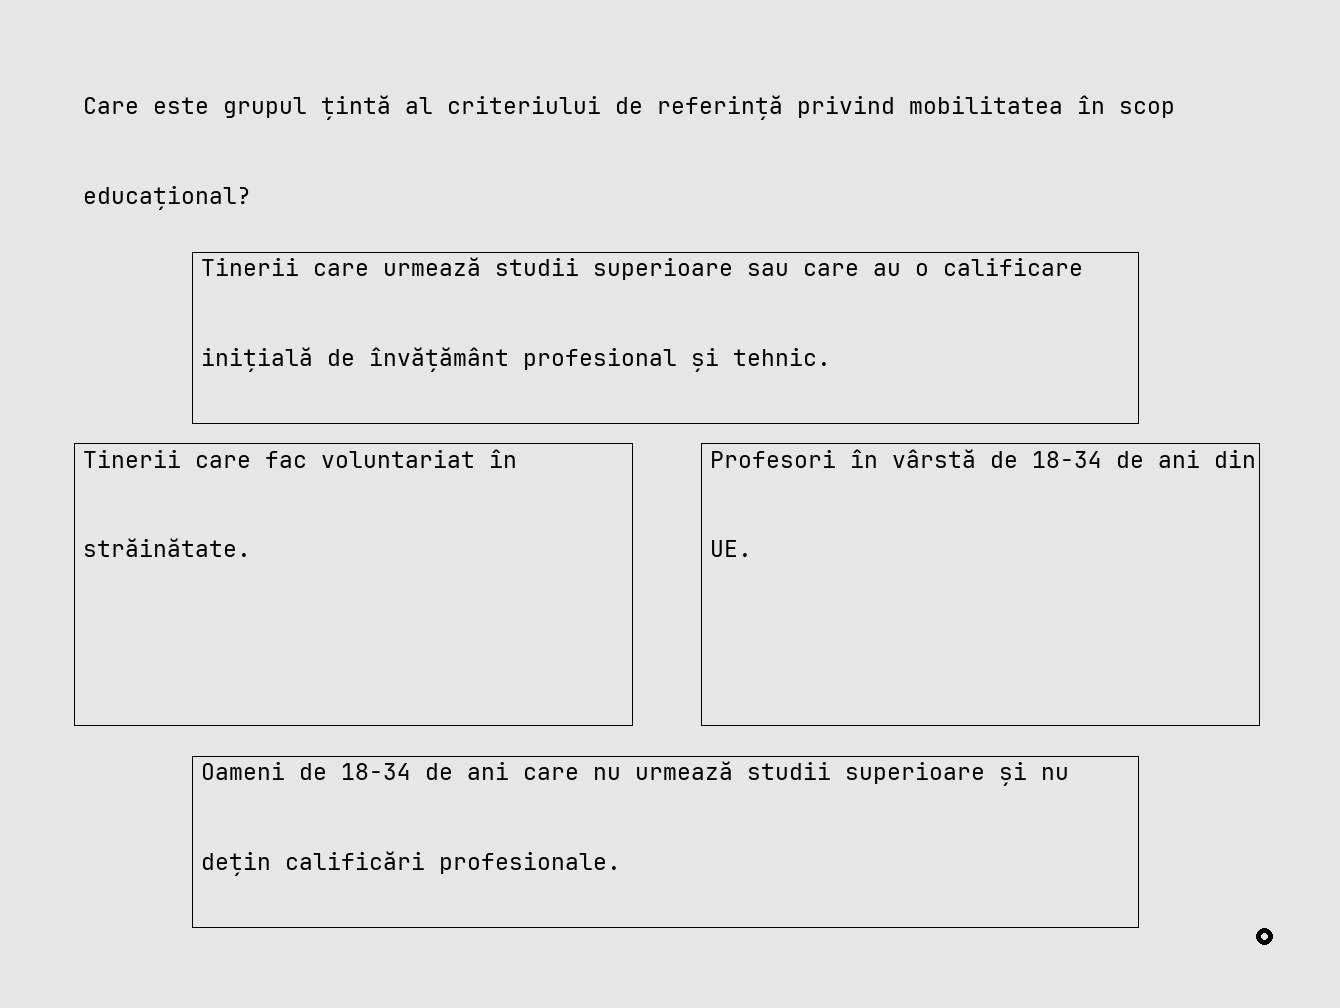 Care este grupul țintă al criteriului de referință privind mobilitatea în scop
educațional?
Tinerii care urmează studii superioare sau care au o calificare
inițială de învățământ profesional și tehnic.
Tinerii care fac voluntariat în
străinătate.
Profesori în vârstă de 18-34 de ani din
UE.
Oameni de 18-34 de ani care nu urmează studii superioare și nu
dețin calificări profesionale.